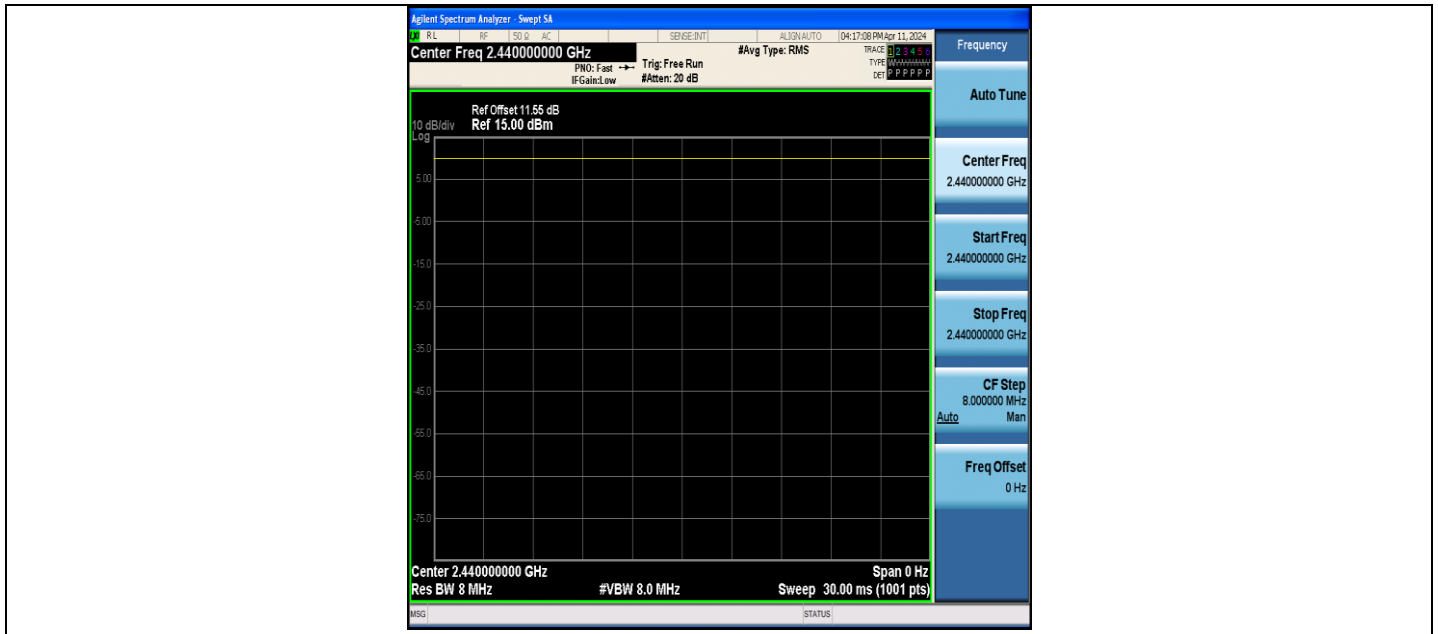 Agilent Spectrum Analyzer - Swept SA
LXI RL RF 50 Ω AC SENSE:INT ALIGN AUTO 04:17:08 PM Apr 11, 2024
Center Freq 2.440000000 GHz
#Avg Type: RMS
TRACE 1 2 3 4 5 6
PNO: Fast
Trig: Free Run
TYPE
IFGain:Low
#Atten: 20 dB
DET P P P P P P
Ref Offset 11.55 dB
10 dB/div Ref 15.00 dBm
Log
5.00
-5.00
-15.0
-25.0
-35.0
-45.0
-55.0
-65.0
-75.0
Center 2.440000000 GHz Span 0 Hz
Res BW 8 MHz #VBW 8.0 MHz Sweep 30.00 ms (1001 pts)
MSG STATUS
Frequency
Auto Tune
Center Freq
2.440000000 GHz
Start Freq
2.440000000 GHz
Stop Freq
2.440000000 GHz
CF Step
8.000000 MHz
Auto Man
Freq Offset
0 Hz